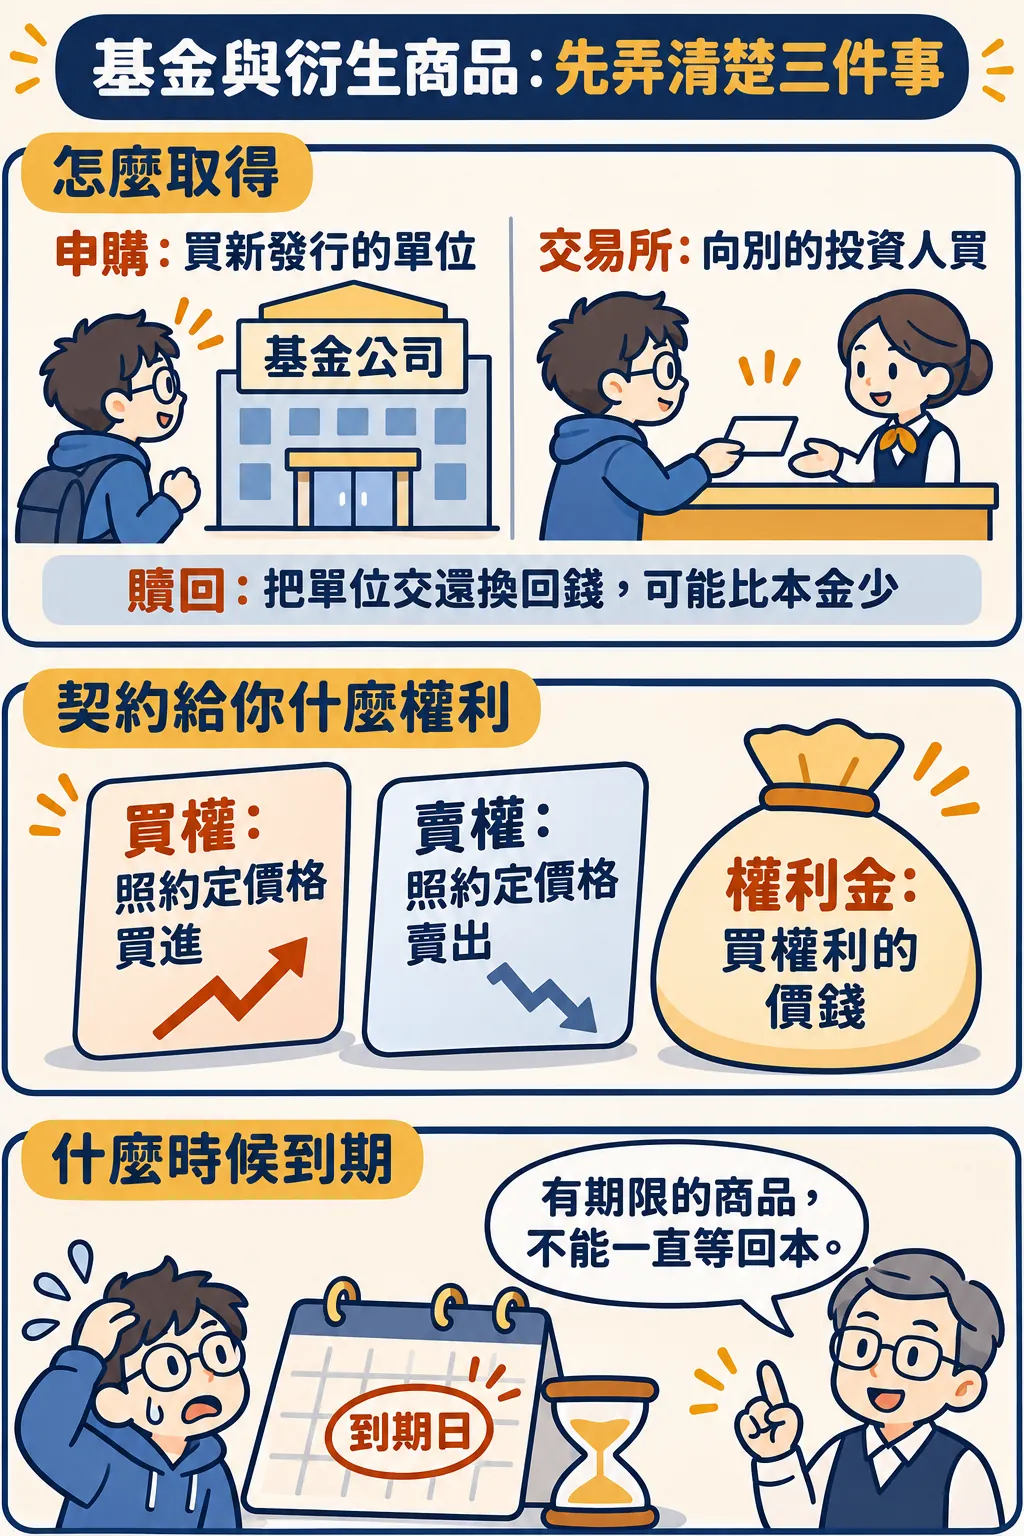 基金與衍生商品：先弄清楚三件事
怎麼取得
申購：買新發行的單位
基金公司
交易所：向別的投資人買
贖回：把單位交還換回錢，可能比本金少
契約給你什麼權利
買權：
照約定價格
買進
賣權：
照約定價格
賣出
權利金：
買權利的
價錢
什麼時候到期
有期限的商品，
不能一直等回本。
到期日